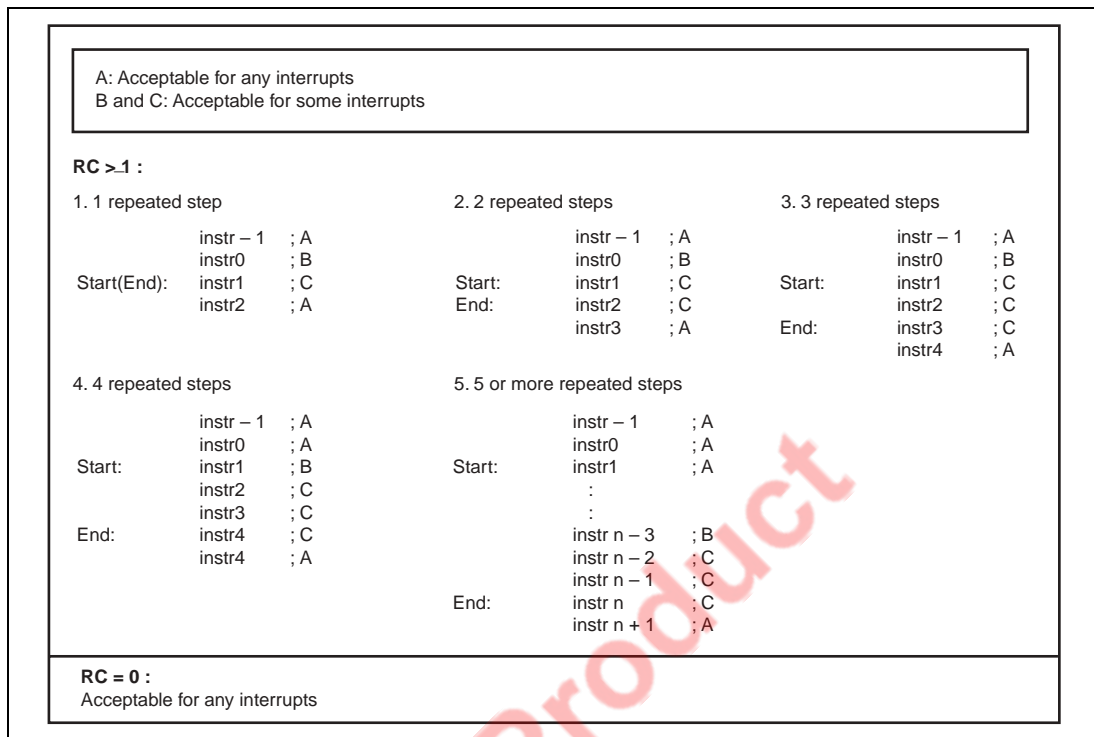 A: Acceptable for any interrupts
B and C: Acceptable for some interrupts
RC ≥ 1 :
1. 1 repeated step
instr – 1 ; A
instr0 ; B
Start(End): instr1 ; C
instr2 ; A
2. 2 repeated steps
instr – 1 ; A
instr0 ; B
Start: instr1 ; C
End: instr2 ; C
instr3 ; A
3. 3 repeated steps
instr – 1 ; A
instr0 ; B
Start: instr1 ; C
instr2 ; C
End: instr3 ; C
instr4 ; A
4. 4 repeated steps
instr – 1 ; A
instr0 ; A
Start: instr1 ; B
instr2 ; C
instr3 ; C
End: instr4 ; C
instr4 ; A
5. 5 or more repeated steps
instr – 1 ; A
instr0 ; A
Start: instr1 ; A
:
:
instr n – 3 ; B
instr n – 2 ; C
instr n – 1 ; C
End: instr n ; C
instr n + 1 ; A
RC = 0 :
Acceptable for any interrupts
Product